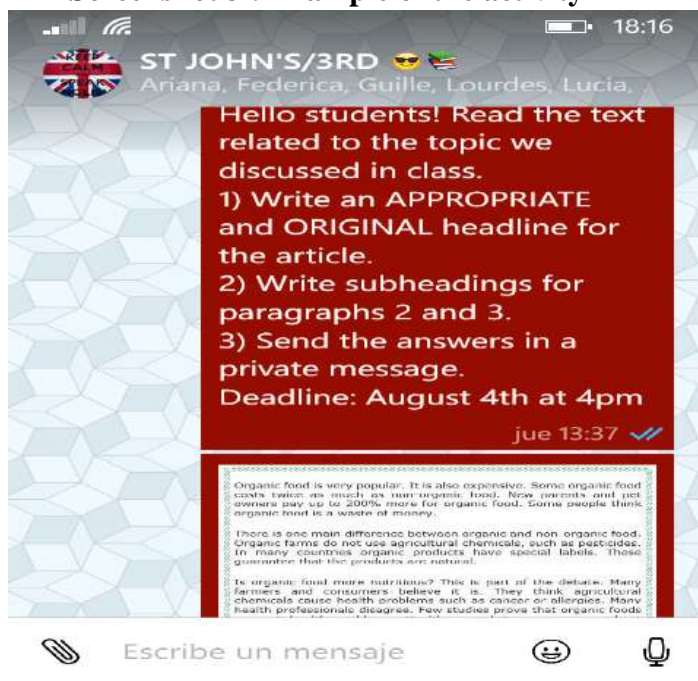 18:16
KEEP
CALM
SPEAK
ST JOHN'S/3RD
Ariana, Federica, Guille, Lourdes, Lucia, ...
Hello students! Read the text
related to the topic we
discussed in class.
1) Write an APPROPRIATE
and ORIGINAL headline for
the article.
2) Write subheadings for
paragraphs 2 and 3.
3) Send the answers in a
private message.
Deadline: August 4th at 4pm
jue 13:37
Organic food is very popular. It is also expensive. Some organic food
costs twice as much as non-organic food. New parents and pet
owners pay up to 200% more for organic food. Some people think
organic food is a waste of money.
There is one main difference between organic and non-organic food.
Organic farms do not use agricultural chemicals, such as pesticides.
In many countries organic products have special labels. These
guarantee that the products are natural.
Is organic food more nutritious? This is part of the debate. Many
farmers and consumers believe it is. They think agricultural
chemicals cause health problems such as cancer or allergies. Many
health professionals disagree. Few studies prove that organic foods
Escribe un mensaje